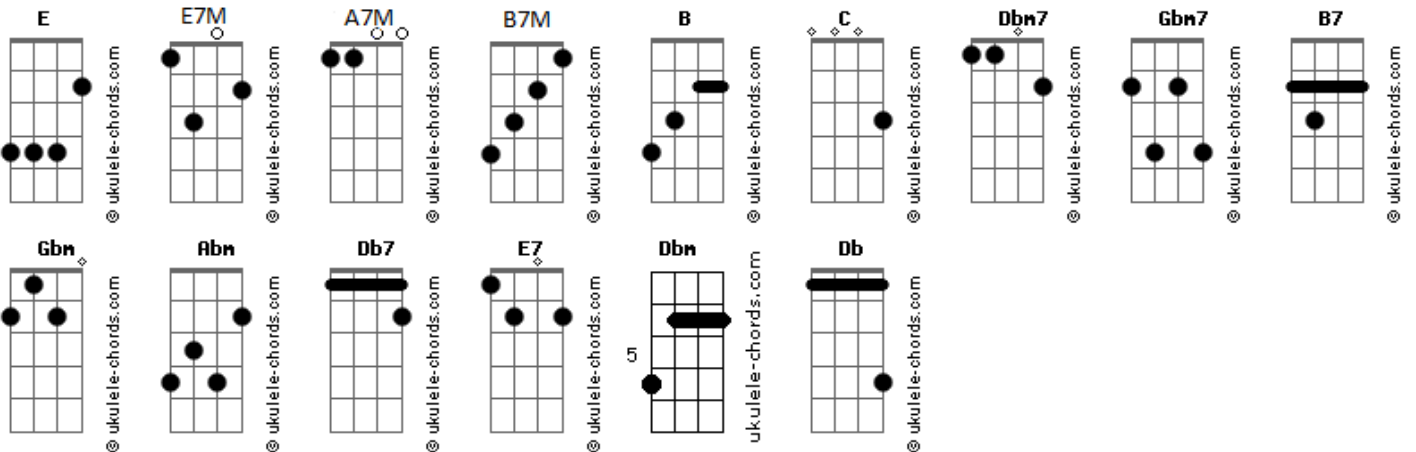 E E7M A7M B7M B C Dbm7 Gbm7 B7
© ukulele-chords.com © ukulele-chords.com © ukulele-chords.com © ukulele-chords.com © ukulele-chords.com © ukulele-chords.com © ukulele-chords.com © ukulele-chords.com © ukulele-chords.com
Gbm Abm Db7 E7 Dbm Db
5
© ukulele-chords.com © ukulele-chords.com © ukulele-chords.com © ukulele-chords.com ukulele-chords.com © ukulele-chords.com